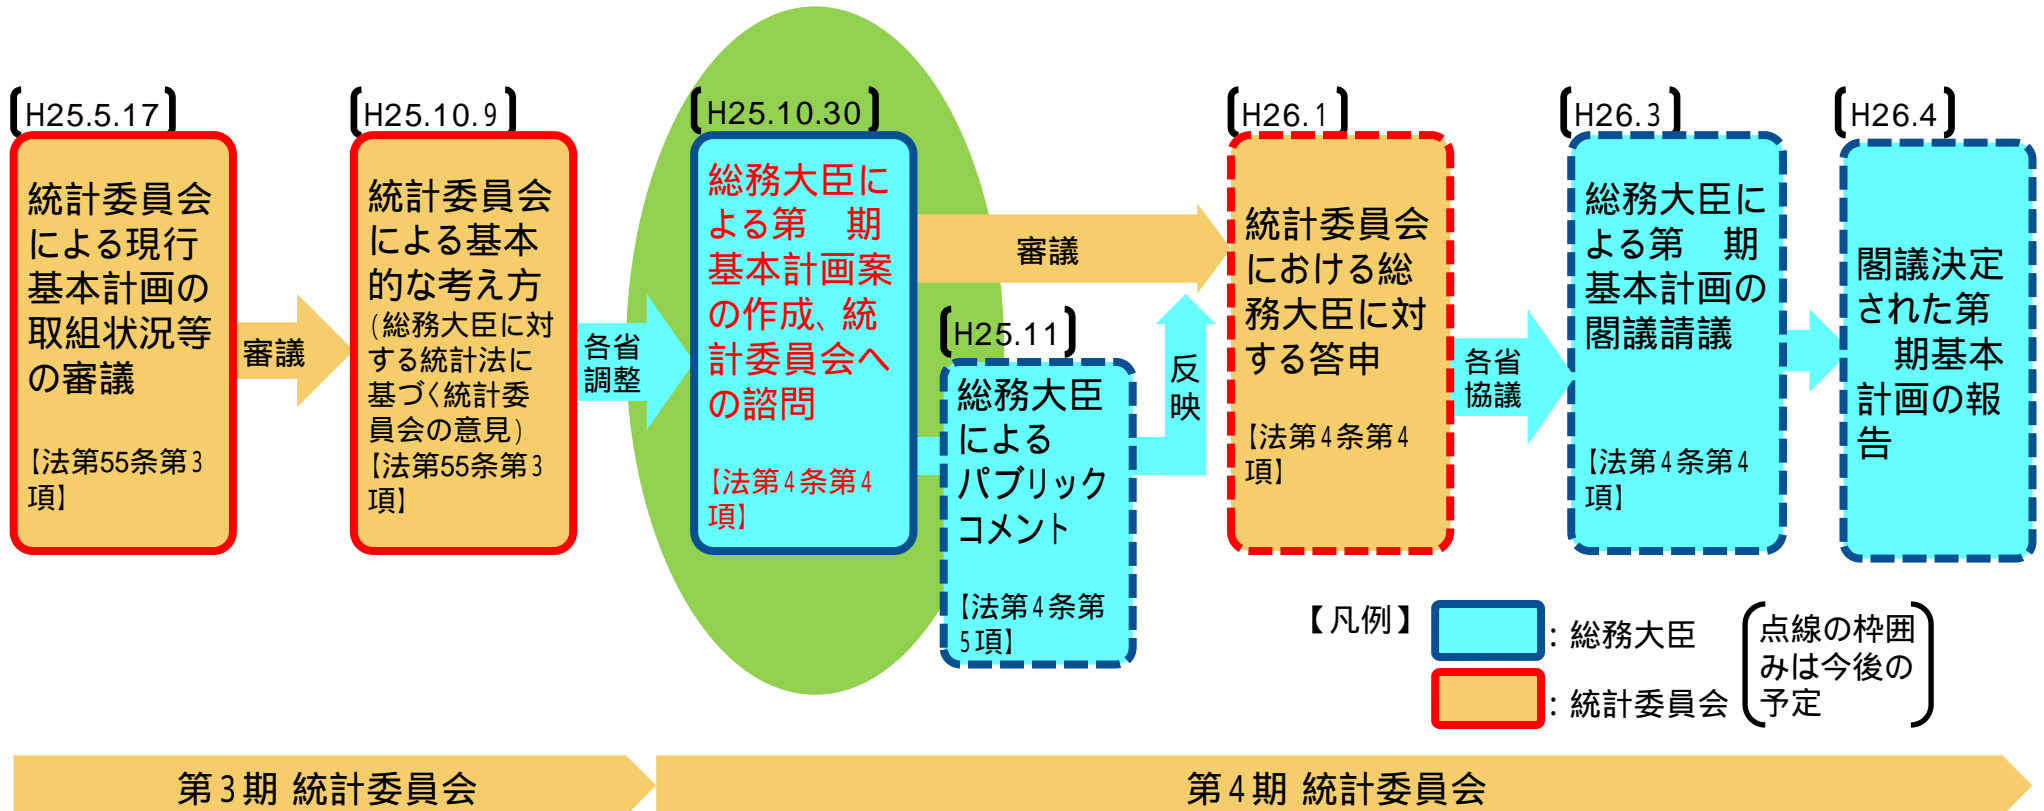 H25.5.17
統計委員会
による現行
基本計画の
取組状況等
の審議
【法第55条第3
項】
審議
H25.10.9
統計委員会
による基本
的な考え方
(総務大臣に対
する統計法に
基づく統計委
員会の意見)
【法第55条第3
項】
各省
調整
H25.10.30
総務大臣に
よる第　期
基本計画案
の作成、統
計委員会へ
の諮問
【法第4条第4
項】
審議
H25.11
総務大臣
による
パブリック
コメント
【法第4条第
5項】
反
映
H26.1
統計委員会
における総
務大臣に対
する答申
【法第4条第4
項】
各省
協議
H26.3
総務大臣に
よる第　期
基本計画の
閣議請議
【法第4条第4
項】
H26.4
閣議決定
された第
　期基本
計画の報
告
【凡例】
：総務大臣
：統計委員会
点線の枠囲
みは今後の
予定
第3期 統計委員会
第4期 統計委員会